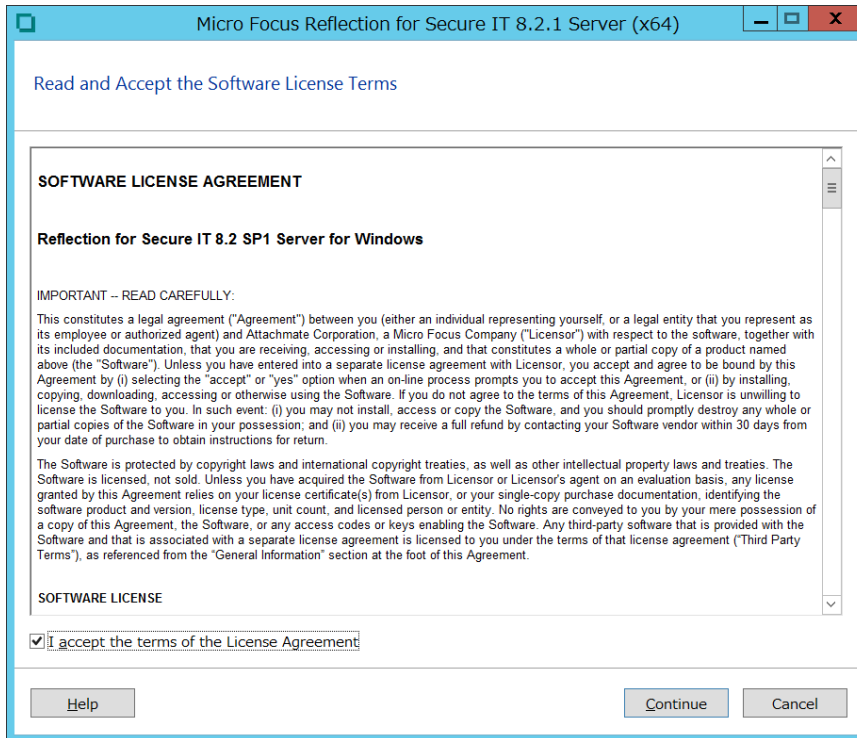 Micro Focus Reflection for Secure IT 8.2.1 Server (x64)
Read and Accept the Software License Terms
SOFTWARE LICENSE AGREEMENT
Reflection for Secure IT 8.2 SP1 Server for Windows
IMPORTANT -- READ CAREFULLY:
This constitutes a legal agreement ("Agreement") between you (either an individual representing yourself, or a legal entity that you represent as
its employee or authorized agent) and Attachmate Corporation, a Micro Focus Company ("Licensor") with respect to the software, together with
its included documentation, that you are receiving, accessing or installing, and that constitutes a whole or partial copy of a product named
above (the "Software"). Unless you have entered into a separate license agreement with Licensor, you accept and agree to be bound by this
Agreement by (i) selecting the "accept" or "yes" option when an on-line process prompts you to accept this Agreement, or (ii) by installing,
copying, downloading, accessing or otherwise using the Software. If you do not agree to the terms of this Agreement, Licensor is unwilling to
license the Software to you. In such event: (i) you may not install, access or copy the Software, and you should promptly destroy any whole or
partial copies of the Software in your possession; and (ii) you may receive a full refund by contacting your Software vendor within 30 days from
your date of purchase to obtain instructions for return.
The Software is protected by copyright laws and international copyright treaties, as well as other intellectual property laws and treaties. The
Software is licensed, not sold. Unless you have acquired the Software from Licensor or Licensor's agent on an evaluation basis, any license
granted by this Agreement relies on your license certificate(s) from Licensor, or your single-copy purchase documentation, identifying the
software product and version, license type, unit count, and licensed person or entity. No rights are conveyed to you by your mere possession of
a copy of this Agreement, the Software, or any access codes or keys enabling the Software. Any third-party software that is provided with the
Software and that is associated with a separate license agreement is licensed to you under the terms of that license agreement ("Third Party
Terms"), as referenced from the "General Information" section at the foot of this Agreement.
SOFTWARE LICENSE
I accept the terms of the License Agreement
Help
Continue
Cancel